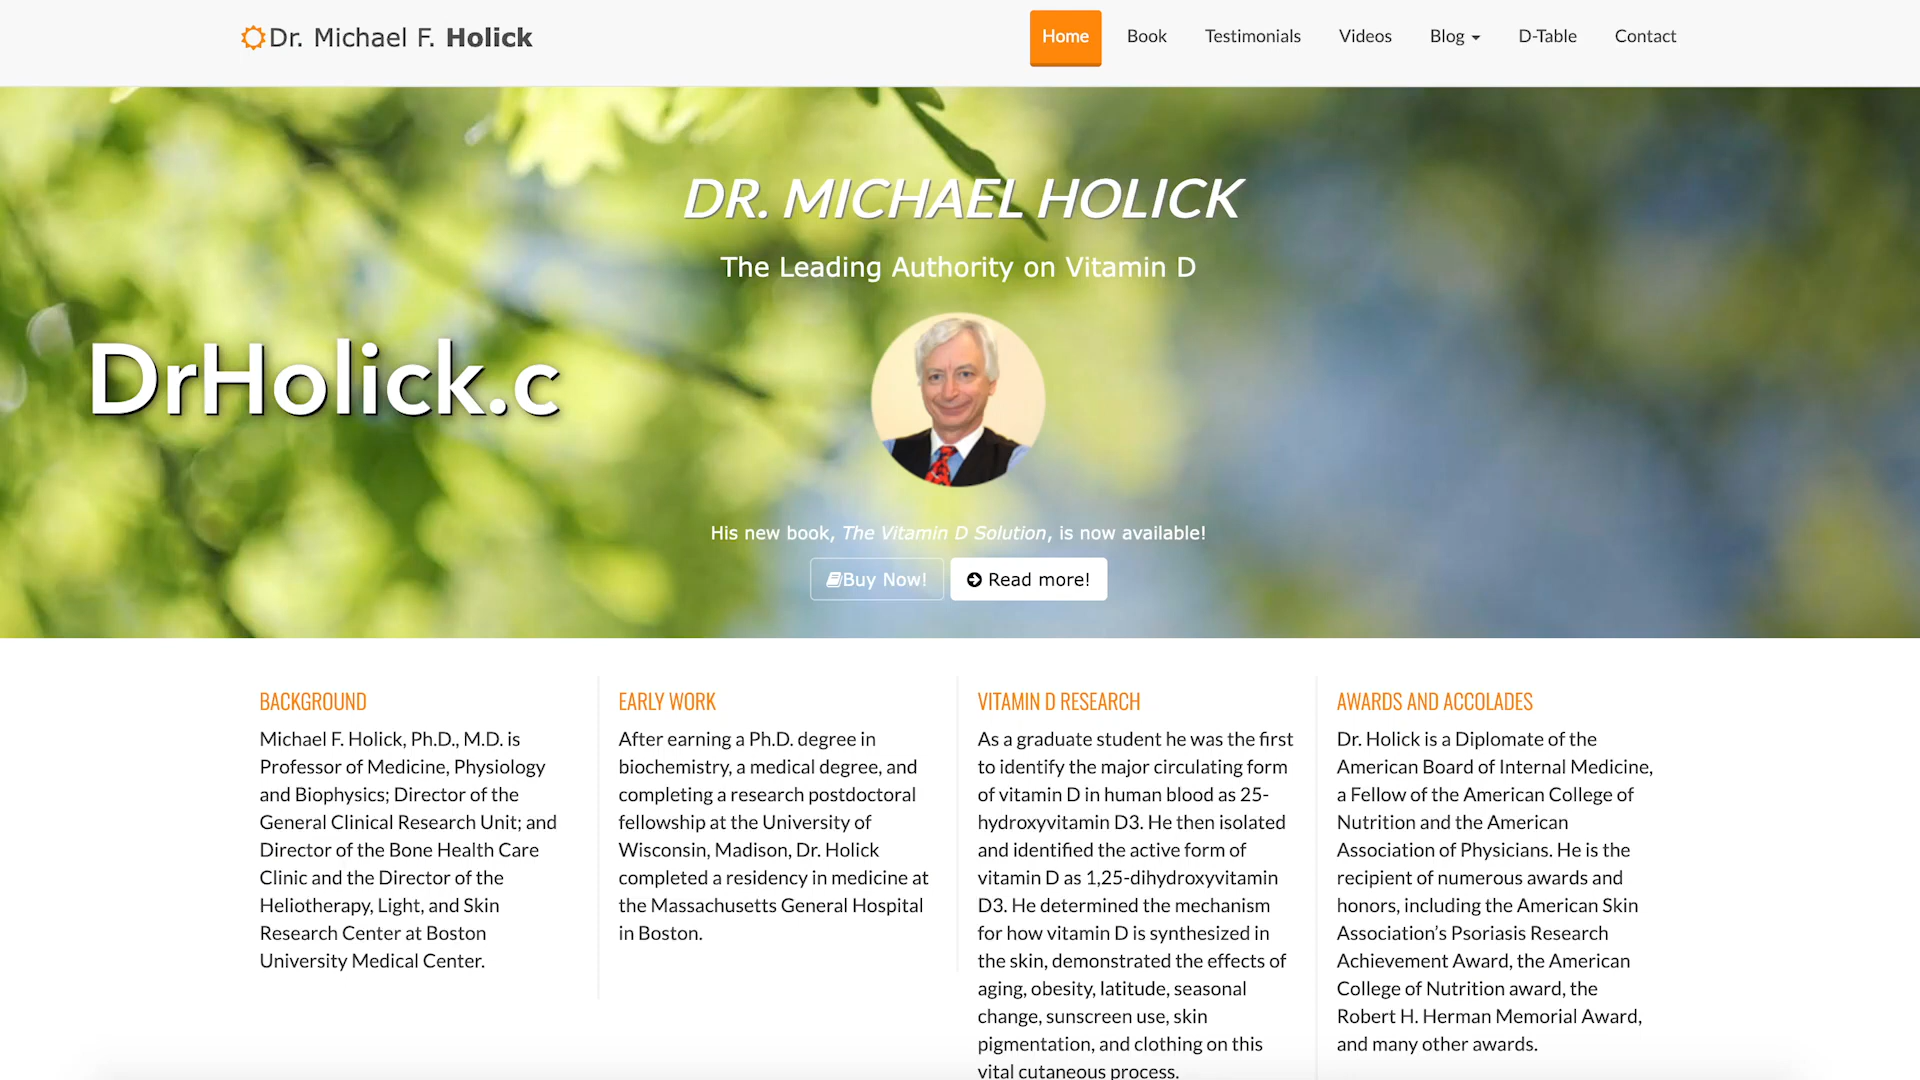 Dr. Michael F. Holick
Home
Book
Testimonials
Videos
Blog
D-Table
Contact
DR. MICHAEL HOLICK
The Leading Authority on Vitamin D
DrHolick.c
His new book, The Vitamin D Solution, is now available!
Buy Now!
Read more!
BACKGROUND
Michael F. Holick, Ph.D., M.D. is
Professor of Medicine, Physiology
and Biophysics; Director of the
General Clinical Research Unit; and
Director of the Bone Health Care
Clinic and the Director of the
Heliotherapy, Light, and Skin
Research Center at Boston
University Medical Center.
EARLY WORK
After earning a Ph.D. degree in
biochemistry, a medical degree, and
completing a research postdoctoral
fellowship at the University of
Wisconsin, Madison, Dr. Holick
completed a residency in medicine at
the Massachusetts General Hospital
in Boston.
VITAMIN D RESEARCH
As a graduate student he was the first
to identify the major circulating form
of vitamin D in human blood as 25-
hydroxyvitamin D3. He then isolated
and identified the active form of
vitamin D as 1,25-dihydroxyvitamin
D3. He determined the mechanism
for how vitamin D is synthesized in
the skin, demonstrated the effects of
aging, obesity, latitude, seasonal
change, sunscreen use, skin
pigmentation, and clothing on this
vital cutaneous process.
AWARDS AND ACCOLADES
Dr. Holick is a Diplomate of the
American Board of Internal Medicine,
a Fellow of the American College of
Nutrition and the American
Association of Physicians. He is the
recipient of numerous awards and
honors, including the American Skin
Association’s Psoriasis Research
Achievement Award, the American
College of Nutrition award, the
Robert H. Herman Memorial Award,
and many other awards.